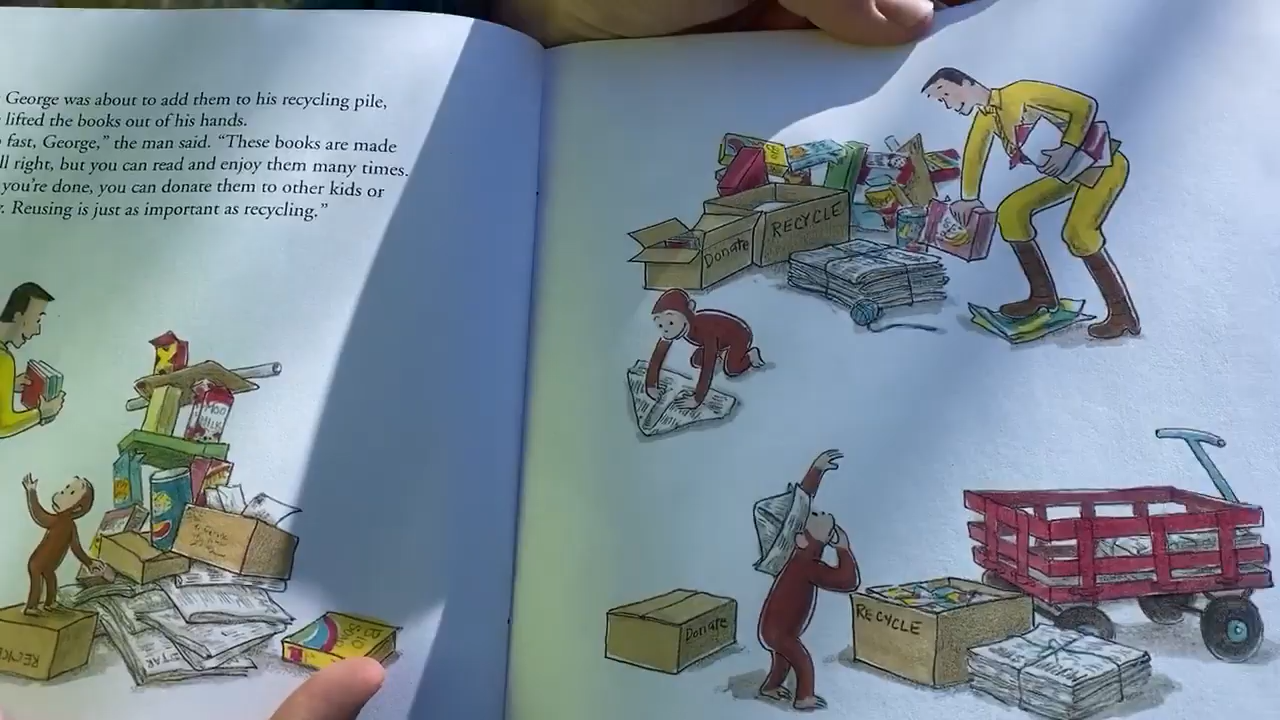 George was about to add them to his recycling pile,
lifted the books out of his hands.
fast, George," the man said. "These books are made
ll right, but you can read and enjoy them many times.
you're done, you can donate them to other kids or
Reusing is just as important as recycling."
MOO
MILK
Donate
RECYCLE
Donate
RECYCLE